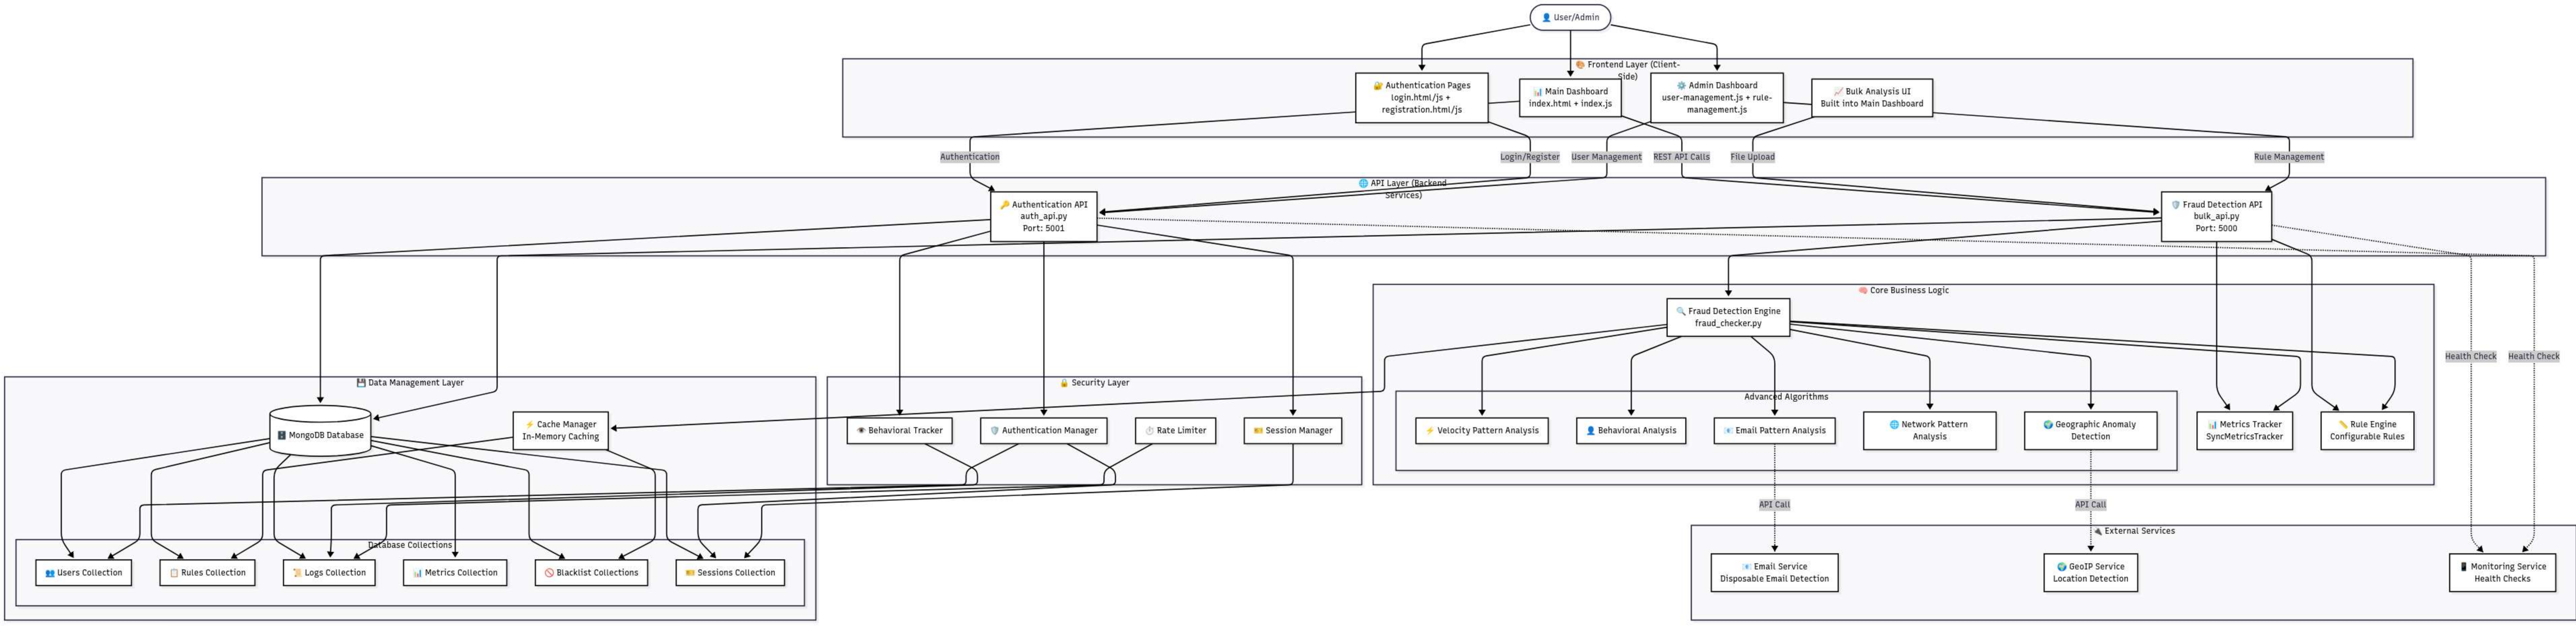 👤 User/Admin
🎨 Frontend Layer (Client-
Side)
🔐 Authentication Pages
login.html/js +
registration.html/js
📊 Main Dashboard
index.html + index.js
⚙️ Admin Dashboard
user-management.js + rule-
management.js
📈 Bulk Analysis UI
Built into Main Dashboard
Authentication
Login/Register
User Management
REST API Calls
File Upload
Rule Management
🌐 API Layer (Backend
Services)
🔑 Authentication API
auth_api.py
Port: 5001
🛡️ Fraud Detection API
bulk_api.py
Port: 5000
🧠 Core Business Logic
🔍 Fraud Detection Engine
fraud_checker.py
Health Check
Health Check
💾 Data Management Layer
🔒 Security Layer
Advanced Algorithms
🗄️ MongoDB Database
⚡ Cache Manager
In-Memory Caching
👁️ Behavioral Tracker
🛡️ Authentication Manager
⏱️ Rate Limiter
🎫 Session Manager
⚡ Velocity Pattern Analysis
👤 Behavioral Analysis
📧 Email Pattern Analysis
🌐 Network Pattern
Analysis
🌍 Geographic Anomaly
Detection
📊 Metrics Tracker
SyncMetricsTracker
📏 Rule Engine
Configurable Rules
API Call
API Call
🔌 External Services
Database Collections
👥 Users Collection
📋 Rules Collection
📜 Logs Collection
📊 Metrics Collection
🚫 Blacklist Collections
🎫 Sessions Collection
📧 Email Service
Disposable Email Detection
🌍 GeoIP Service
Location Detection
📱 Monitoring Service
Health Checks